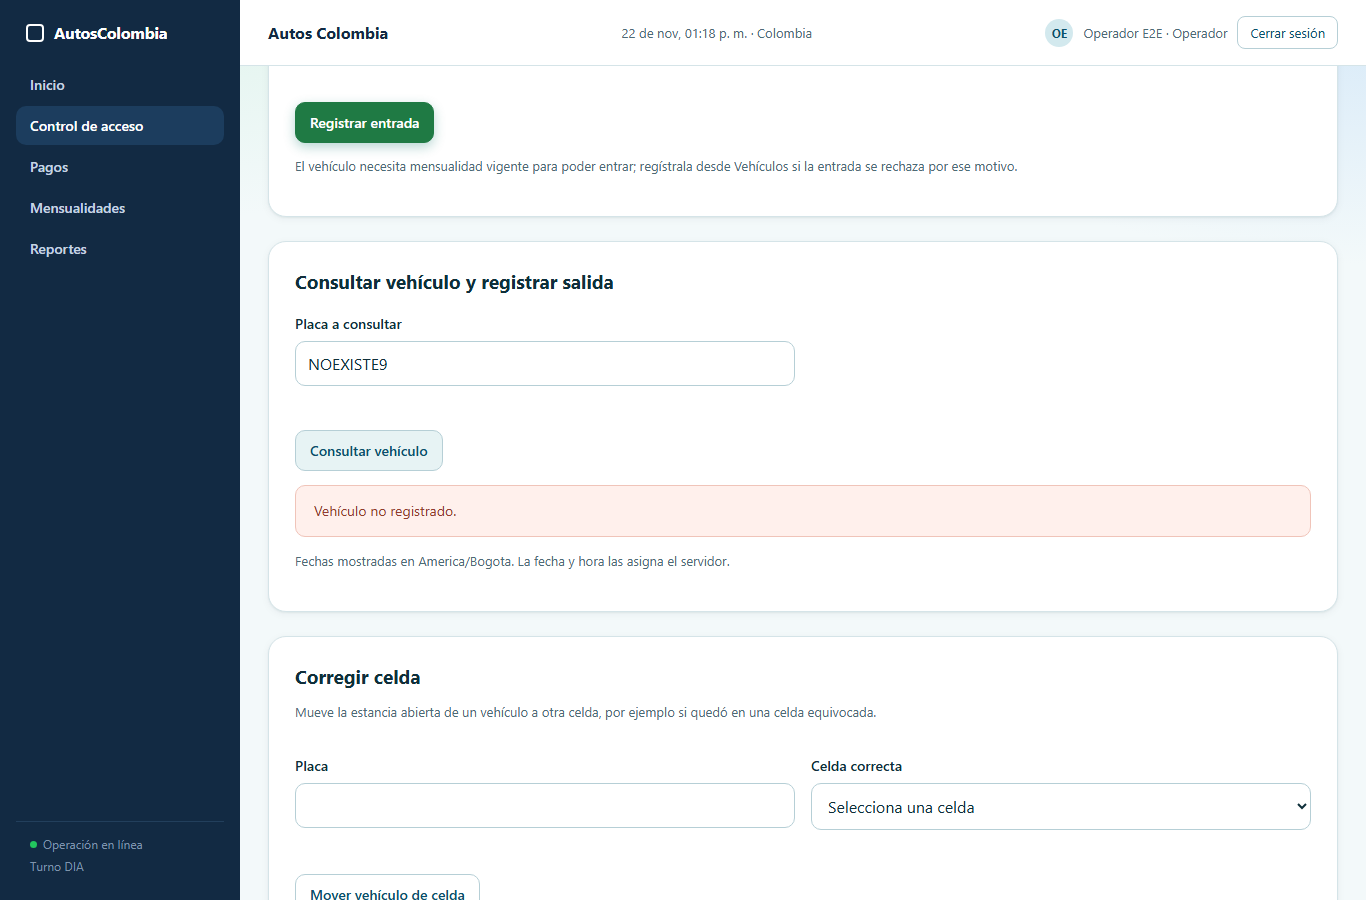 AutosColombia
Inicio
Control de acceso
Pagos
Mensualidades
Reportes
Operación en línea
Turno DIA
Autos Colombia
22 de nov, 01:18 p. m. · Colombia
OE
Operador E2E · Operador
Cerrar sesión
Registrar entrada
El vehículo necesita mensualidad vigente para poder entrar; regístrala desde Vehículos si la entrada se rechaza por ese motivo.
Consultar vehículo y registrar salida
Placa a consultar
NOEXISTE9
Consultar vehículo
Vehículo no registrado.
Fechas mostradas en America/Bogota. La fecha y hora las asigna el servidor.
Corregir celda
Mueve la estancia abierta de un vehículo a otra celda, por ejemplo si quedó en una celda equivocada.
Placa
Celda correcta
Selecciona una celda
Mover vehículo de celda